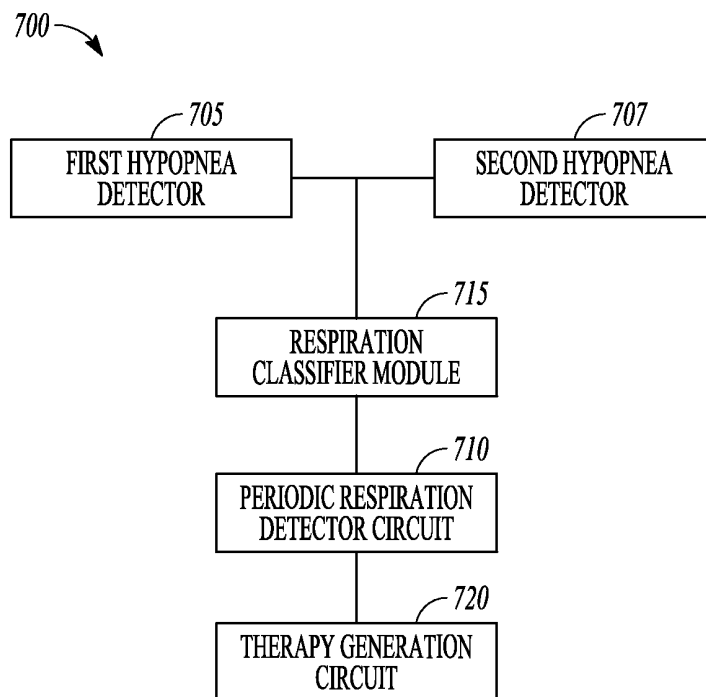 700
705
707
FIRST HYPOPNEA
DETECTOR
SECOND HYPOPNEA
DETECTOR
715
RESPIRATION
CLASSIFIER MODULE
710
PERIODIC RESPIRATION
DETECTOR CIRCUIT
720
THERAPY GENERATION
CIRCUIT